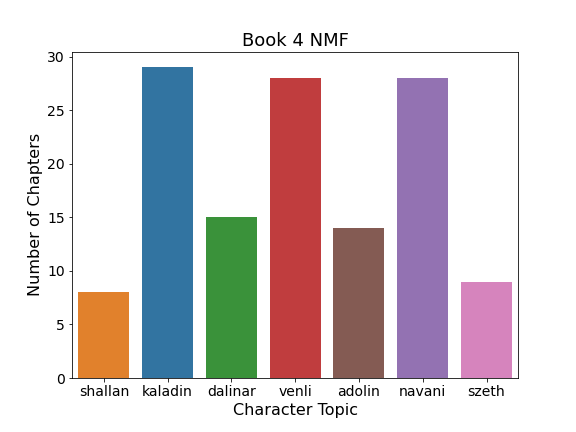 Book 4 NMF
Number of Chapters
30
25
20
15
10
5
0
shallan kaladin dalinar venli adolin navani szeth
Character Topic